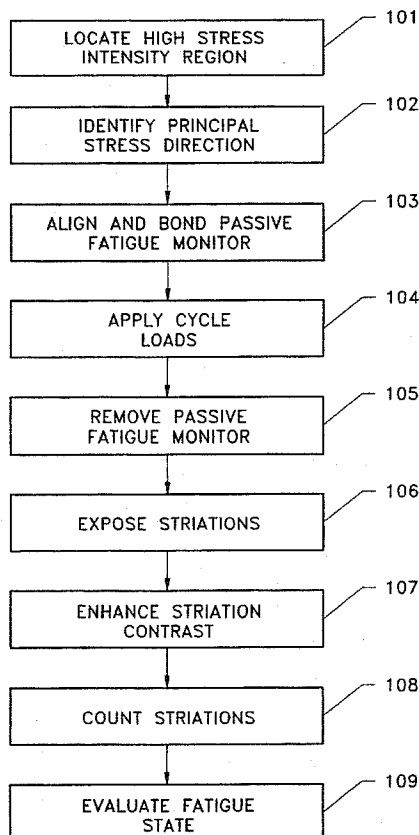 101
LOCATE HIGH STRESS
INTENSITY REGION
102
IDENTIFY PRINCIPAL
STRESS DIRECTION
103
ALIGN AND BOND PASSIVE
FATIGUE MONITOR
104
APPLY CYCLE
LOADS
105
REMOVE PASSIVE
FATIGUE MONITOR
106
EXPOSE STRIATIONS
107
ENHANCE STRIATION
CONTRAST
108
COUNT STRIATIONS
109
EVALUATE FATIGUE
STATE